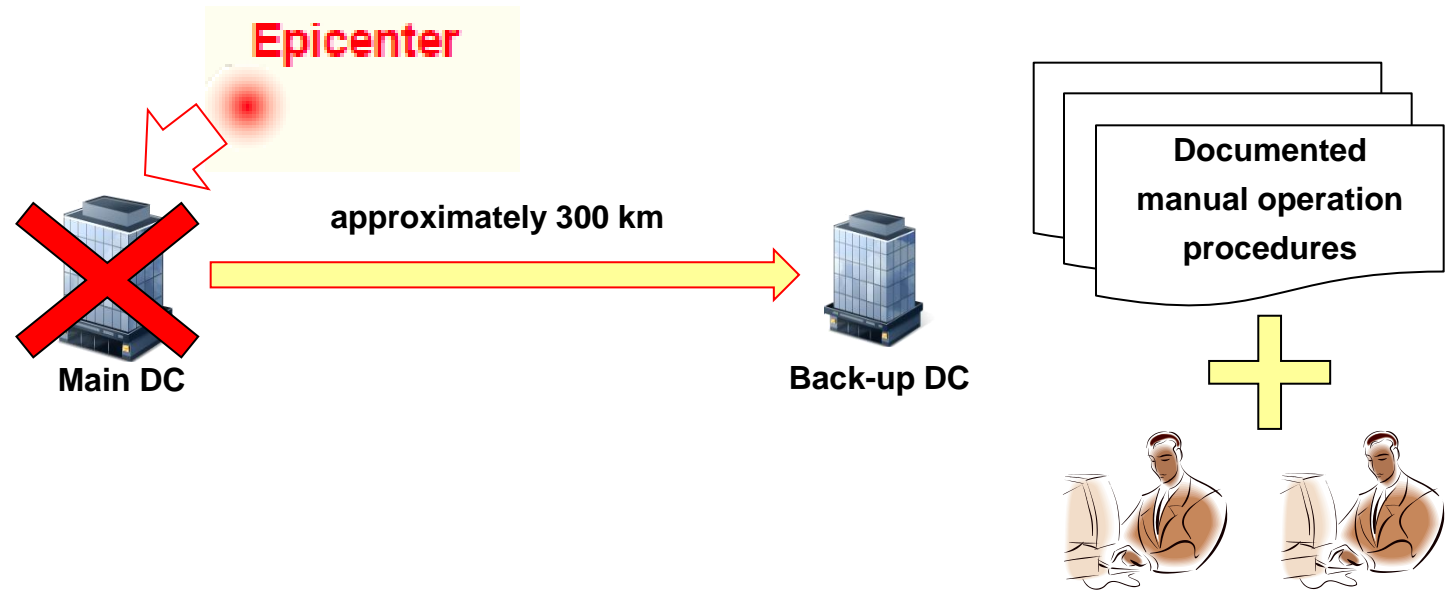 Epicenter
approximately 300 km
Main DC
Back-up DC
Documented
manual operation
procedures